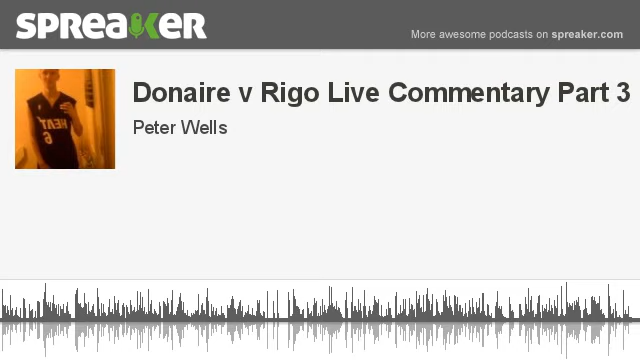 SPREAKER
More awesome podcasts on spreaker.com
Donaire v Rigo Live Commentary Part 3
Peter Wells
HEAT
6